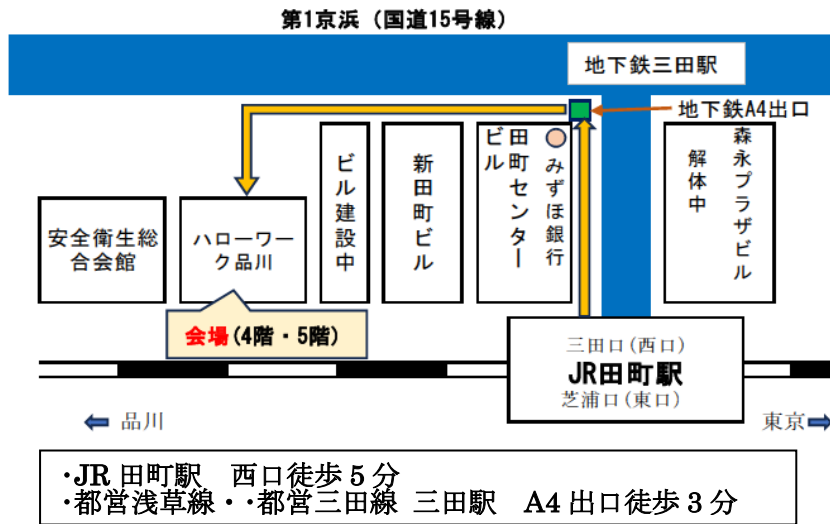 第1京浜（国道15号線）
地下鉄三田駅
地下鉄A4出口
安全衛生総
合会館
ハローワー
ク品川
ビル建設中
新田町ビル
田町センター
ビル
みずほ銀行
森永プラザビル
解体中
会場(4階・5階)
三田口(西口)
JR田町駅
芝浦口(東口)
品川
東京
・JR 田町駅　西口徒歩 5 分
・都営浅草線・・都営三田線 三田駅　A4 出口徒歩 3 分